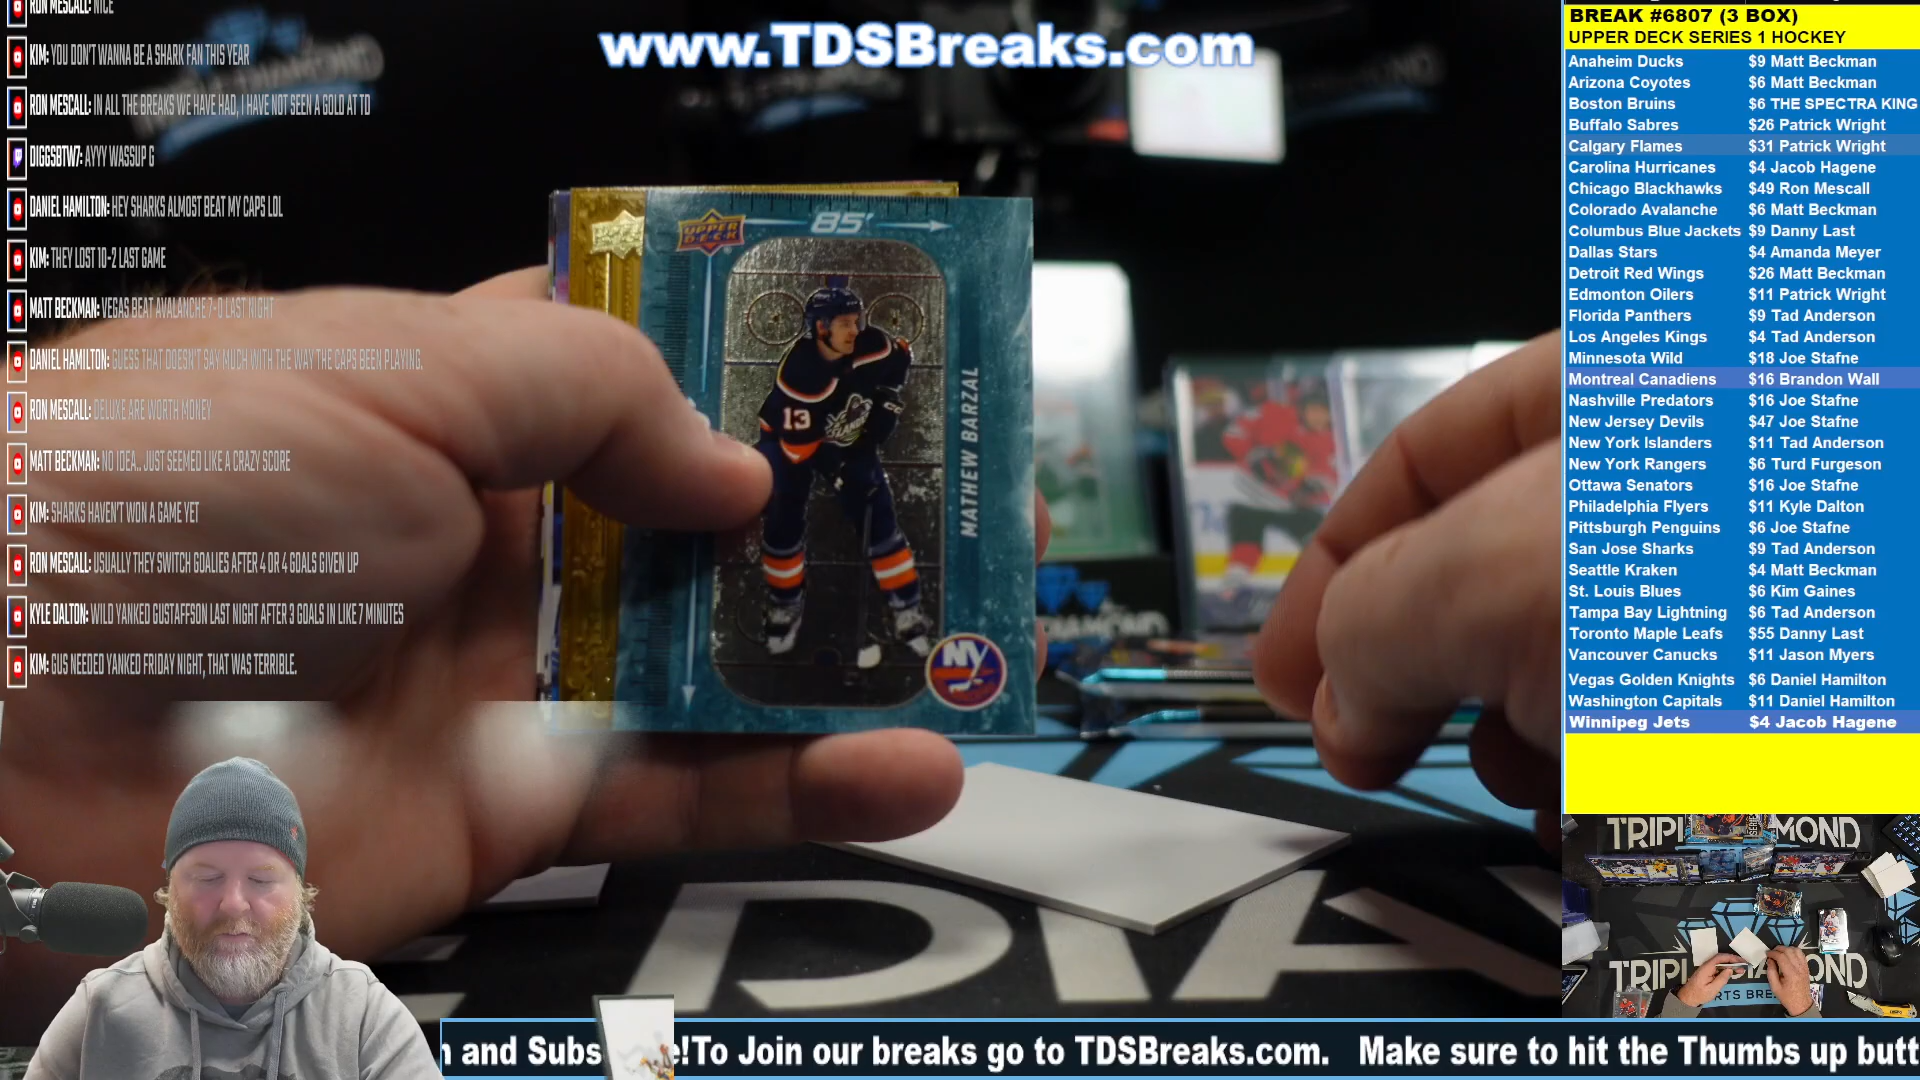 RON MESCALL: NICE
KIM: YOU DON'T WANNA BE A SHARK FAN THIS YEAR
RON MESCALL: IN ALL THE BREAKS WE HAVE HAD, I HAVE NOT SEEN A GOLD AT TD
DIGGSBTW7: AYYY WASSUP G
DANIEL HAMILTON: HEY SHARKS ALMOST BEAT MY CAPS LOL
KIM: THEY LOST 10-2 LAST GAME
MATT BECKMAN: VEGAS BEAT AVALANCHE 7-0 LAST NIGHT
DANIEL HAMILTON: GUESS THAT DOESN'T SAY MUCH WITH THE WAY THE CAPS BEEN PLAYING.
RON MESCALL: DELUXE ARE WORTH MONEY
MATT BECKMAN: NO IDEA.. JUST SEEMED LIKE A CRAZY SCORE
KIM: SHARKS HAVEN'T WON A GAME YET
RON MESCALL: USUALLY THEY SWITCH GOALIES AFTER 4 OR 4 GOALS GIVEN UP
KYLE DALTON: WILD YANKED GUSTAFFSON LAST NIGHT AFTER 3 GOALS IN LIKE 7 MINUTES
KIM: GUS NEEDED YANKED FRIDAY NIGHT, THAT WAS TERRIBLE.
www.TDSBreaks.com
UPPER DECK
85'
13
MATHEW BARZAL
NY
BREAK #6807 (3 BOX)
UPPER DECK SERIES 1 HOCKEY
Anaheim Ducks $9 Matt Beckman
Arizona Coyotes $6 Matt Beckman
Boston Bruins $6 THE SPECTRA KING
Buffalo Sabres $26 Patrick Wright
Calgary Flames $31 Patrick Wright
Carolina Hurricanes $4 Jacob Hagene
Chicago Blackhawks $49 Ron Mescall
Colorado Avalanche $6 Matt Beckman
Columbus Blue Jackets $9 Danny Last
Dallas Stars $4 Amanda Meyer
Detroit Red Wings $26 Matt Beckman
Edmonton Oilers $11 Patrick Wright
Florida Panthers $9 Tad Anderson
Los Angeles Kings $4 Tad Anderson
Minnesota Wild $18 Joe Stafne
Montreal Canadiens $16 Brandon Wall
Nashville Predators $16 Joe Stafne
New Jersey Devils $47 Joe Stafne
New York Islanders $11 Tad Anderson
New York Rangers $6 Turd Furgeson
Ottawa Senators $16 Joe Stafne
Philadelphia Flyers $11 Kyle Dalton
Pittsburgh Penguins $6 Joe Stafne
San Jose Sharks $9 Tad Anderson
Seattle Kraken $4 Matt Beckman
St. Louis Blues $6 Kim Gaines
Tampa Bay Lightning $6 Tad Anderson
Toronto Maple Leafs $55 Danny Last
Vancouver Canucks $11 Jason Myers
Vegas Golden Knights $6 Daniel Hamilton
Washington Capitals $11 Daniel Hamilton
Winnipeg Jets $4 Jacob Hagene
and Subs e!To Join our breaks go to TDSBreaks.com. Make sure to hit the Thumbs up butt